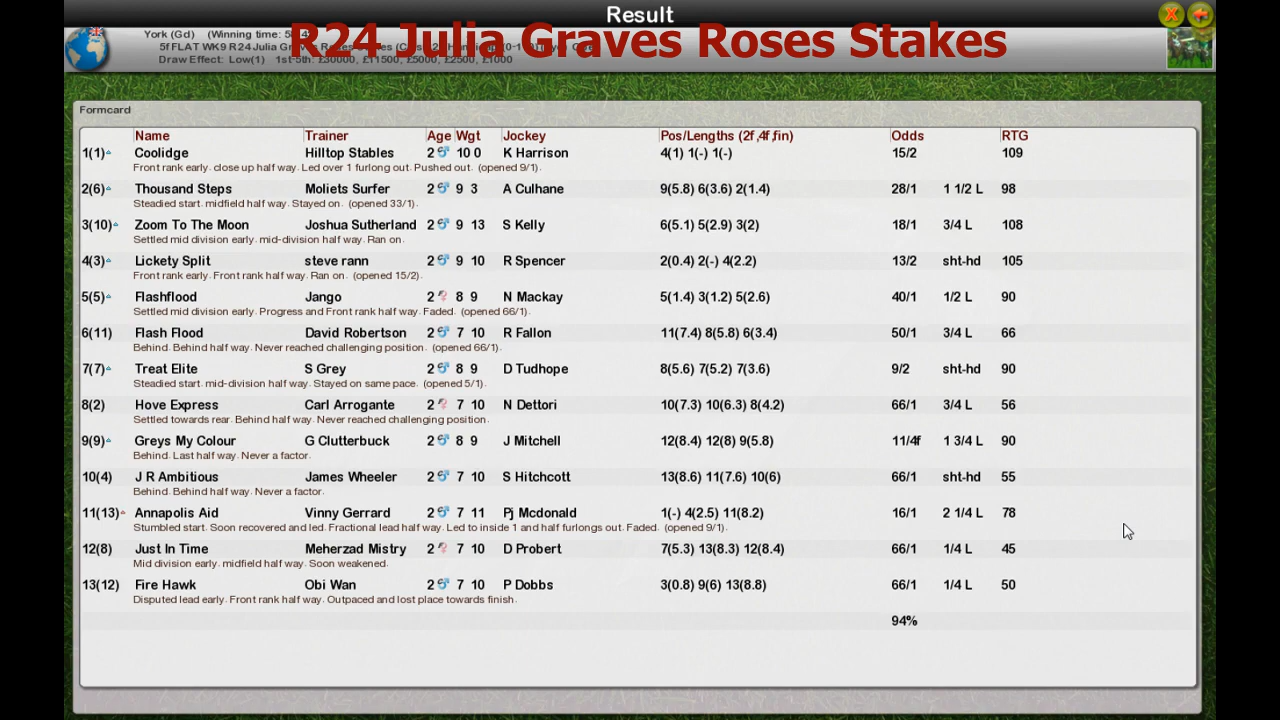 Result
York (Gd) (Winning time:
R24 Julia Graves Roses Stakes
5f FLAT WK9 R24 Julia
Draw Effect: Low(1) 1st-5th: £30000, £11500, £5000, £2500, £1000
Formcard
Name Trainer Age Wgt Jockey Pos/Lengths (2f,4f,fin) Odds RTG
1(1) Coolidge Hilltop Stables 2 10 0 K Harrison 4(1) 1(-) 1(-) 15/2 109
Front rank early. close up half way. Led over 1 furlong out. Pushed out. (opened 9/1).
2(6) Thousand Steps Moliets Surfer 2 9 3 A Culhane 9(5.8) 6(3.6) 2(1.4) 28/1 1 1/2 L 98
Steadied start. midfield half way. Stayed on. (opened 33/1).
3(10) Zoom To The Moon Joshua Sutherland 2 9 13 S Kelly 6(5.1) 5(2.9) 3(2) 18/1 3/4 L 108
Settled mid division early. mid-division half way. Ran on.
4(3) Lickety Split steve rann 2 9 10 R Spencer 2(0.4) 2(-) 4(2.2) 13/2 sht-hd 105
Front rank early. Front rank half way. Ran on. (opened 15/2).
5(5) Flashflood Jango 2 8 9 N Mackay 5(1.4) 3(1.2) 5(2.6) 40/1 1/2 L 90
Settled mid division early. Progress and Front rank half way. Faded. (opened 66/1).
6(11) Flash Flood David Robertson 2 7 10 R Fallon 11(7.4) 8(5.8) 6(3.4) 50/1 3/4 L 66
Behind. Behind half way. Never reached challenging position. (opened 66/1).
7(7) Treat Elite S Grey 2 8 9 D Tudhope 8(5.6) 7(5.2) 7(3.6) 9/2 sht-hd 90
Steadied start. mid-division half way. Stayed on same pace. (opened 5/1).
8(2) Hove Express Carl Arrogante 2 7 10 N Dettori 10(7.3) 10(6.3) 8(4.2) 66/1 3/4 L 56
Settled towards rear. Behind half way. Never reached challenging position.
9(9) Greys My Colour G Clutterbuck 2 8 9 J Mitchell 12(8.4) 12(8) 9(5.8) 11/4f 1 3/4 L 90
Behind. Last half way. Never a factor.
10(4) J R Ambitious James Wheeler 2 7 10 S Hitchcott 13(8.6) 11(7.6) 10(6) 66/1 sht-hd 55
Behind. Behind half way. Never a factor.
11(13) Annapolis Aid Vinny Gerrard 2 7 11 Pj Mcdonald 1(-) 4(2.5) 11(8.2) 16/1 2 1/4 L 78
Stumbled start. Soon recovered and led. Fractional lead half way. Led to inside 1 and half furlongs out. Faded. (opened 9/1).
12(8) Just In Time Meherzad Mistry 2 7 10 D Probert 7(5.3) 13(8.3) 12(8.4) 66/1 1/4 L 45
Mid division early. midfield half way. Soon weakened.
13(12) Fire Hawk Obi Wan 2 7 10 P Dobbs 3(0.8) 9(6) 13(8.8) 66/1 1/4 L 50
Disputed lead early. Front rank half way. Outpaced and lost place towards finish.
94%